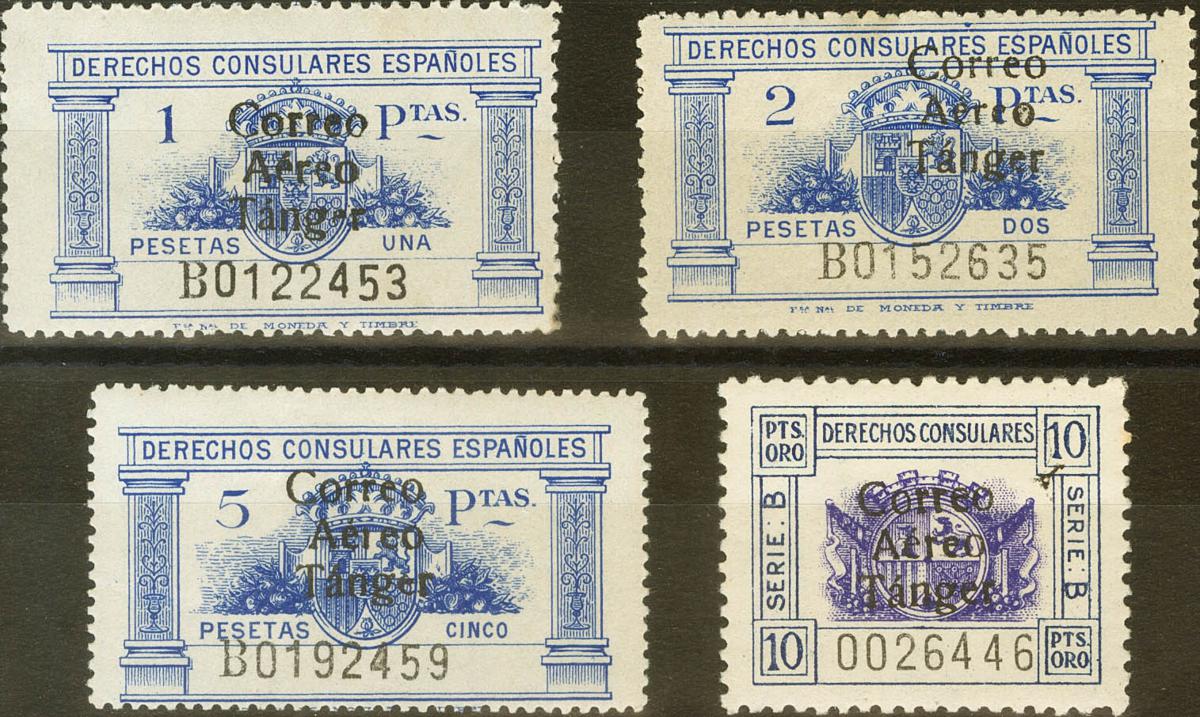 DERECHOS CONSULARES ESPAÑOLES
1 PTAS.
Correo
Aéreo
Tánger
PESETAS UNA
B0122453
Fca Nal DE MONEDA Y TIMBRE
DERECHOS CONSULARES ESPAÑOLES
2 PTAS.
Correo
Aéreo
Tánger
PESETAS DOS
B0152635
Fca Nal DE MONEDA Y TIMBRE
DERECHOS CONSULARES ESPAÑOLES
5 PTAS.
Correo
Aéreo
Tánger
PESETAS CINCO
B0192459
PTS. ORO
DERECHOS CONSULARES
10
SERIE: B
Correo
Aéreo
Tánger
SERIE: B
10
0026446
PTS. ORO